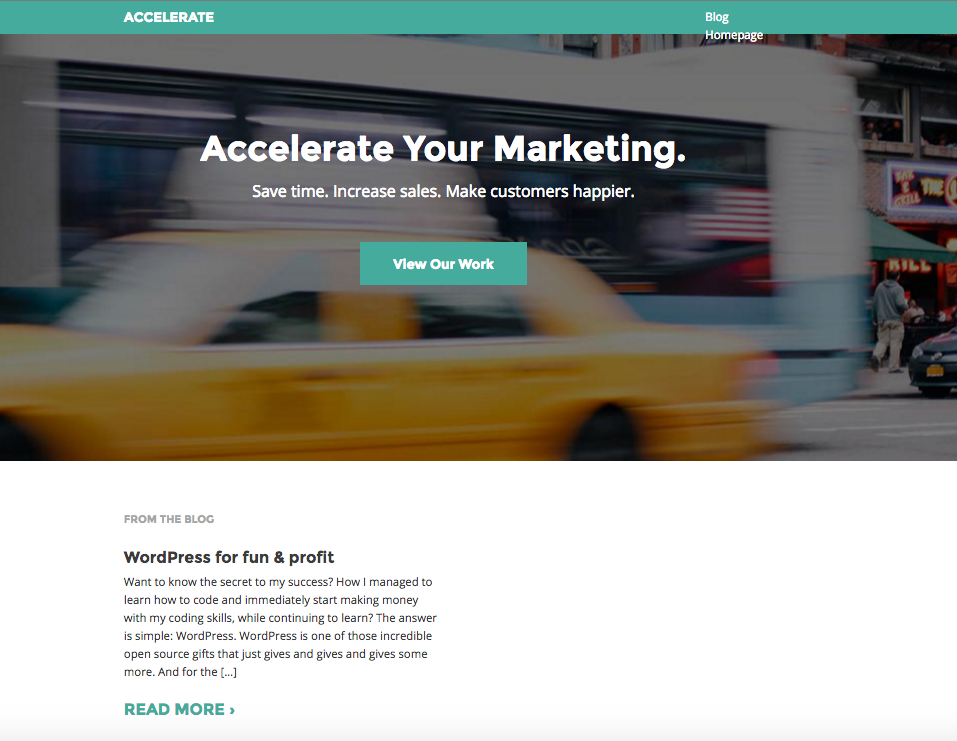 ACCELERATE
Blog
Homepage
Accelerate Your Marketing.
Save time. Increase sales. Make customers happier.
View Our Work
FROM THE BLOG
WordPress for fun & profit
Want to know the secret to my success? How I managed to
learn how to code and immediately start making money
with my coding skills, while continuing to learn? The answer
is simple: WordPress. WordPress is one of those incredible
open source gifts that just gives and gives and gives some
more. And for the […]
READ MORE ›